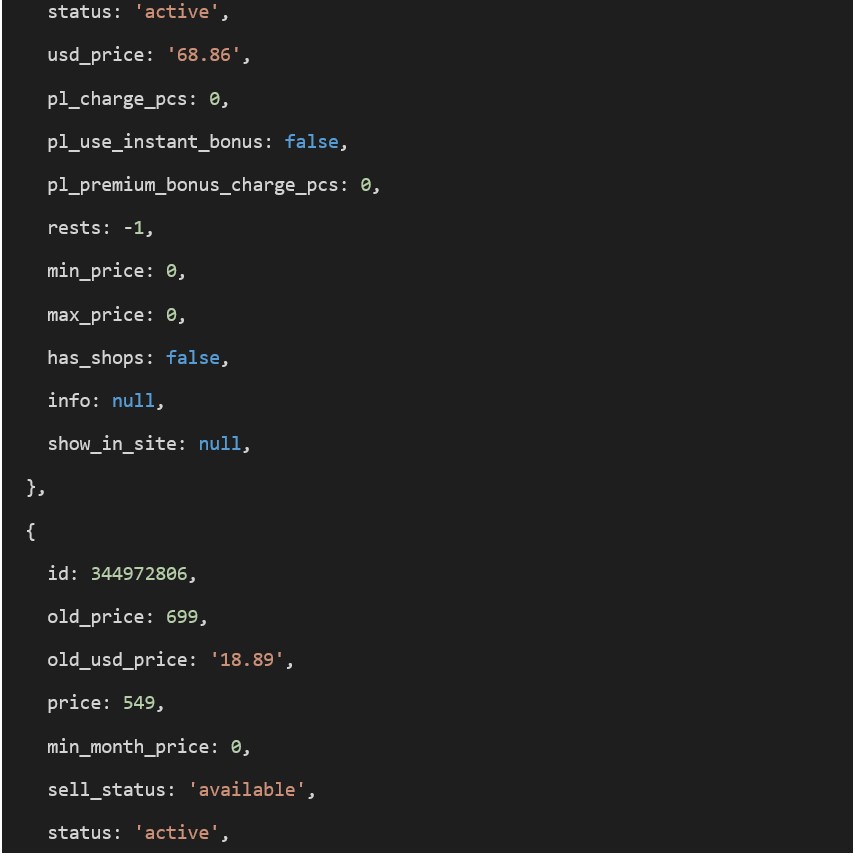 status: 'active',
usd_price: '68.86',
pl_charge_pcs: 0,
pl_use_instant_bonus: false,
pl_premium_bonus_charge_pcs: 0,
rests: -1,
min_price: 0,
max_price: 0,
has_shops: false,
info: null,
show_in_site: null,
},
{
id: 344972806,
old_price: 699,
old_usd_price: '18.89',
price: 549,
min_month_price: 0,
sell_status: 'available',
status: 'active',